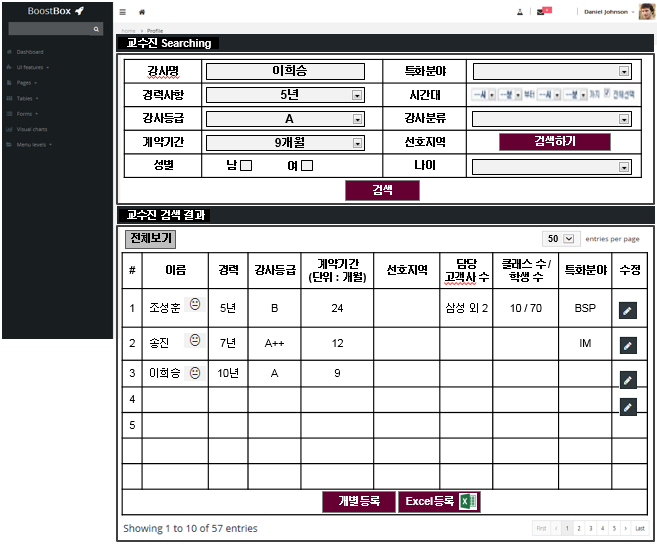 BoostBox
Daniel Johnson
Home > Profile
Dashboard
UI features
Pages
Tables
Forms
Visual charts
Menu levels
교수진 Searching
강사명 이희승 특화분야
경력사항 5년 시간대 --시 --분 부터 --시 --분 까지 전체선택
강사등급 A 강사분류
계약기간 9개월 선호지역 검색하기
성별 남 여 나이
검색
교수진 검색 결과
전체보기 50 entries per page
# 이름 경력 강사등급 계약기간 (단위 : 개월) 선호지역 담당 고객사 수 클래스 수 / 학생 수 특화분야 수정
1 조성훈 5년 B 24 삼성 외 2 10 / 70 BSP
2 송진 7년 A++ 12 IM
3 이희승 10년 A 9
4
5
개별등록 Excel등록
Showing 1 to 10 of 57 entries
First ‹ 1 2 3 4 5 › Last